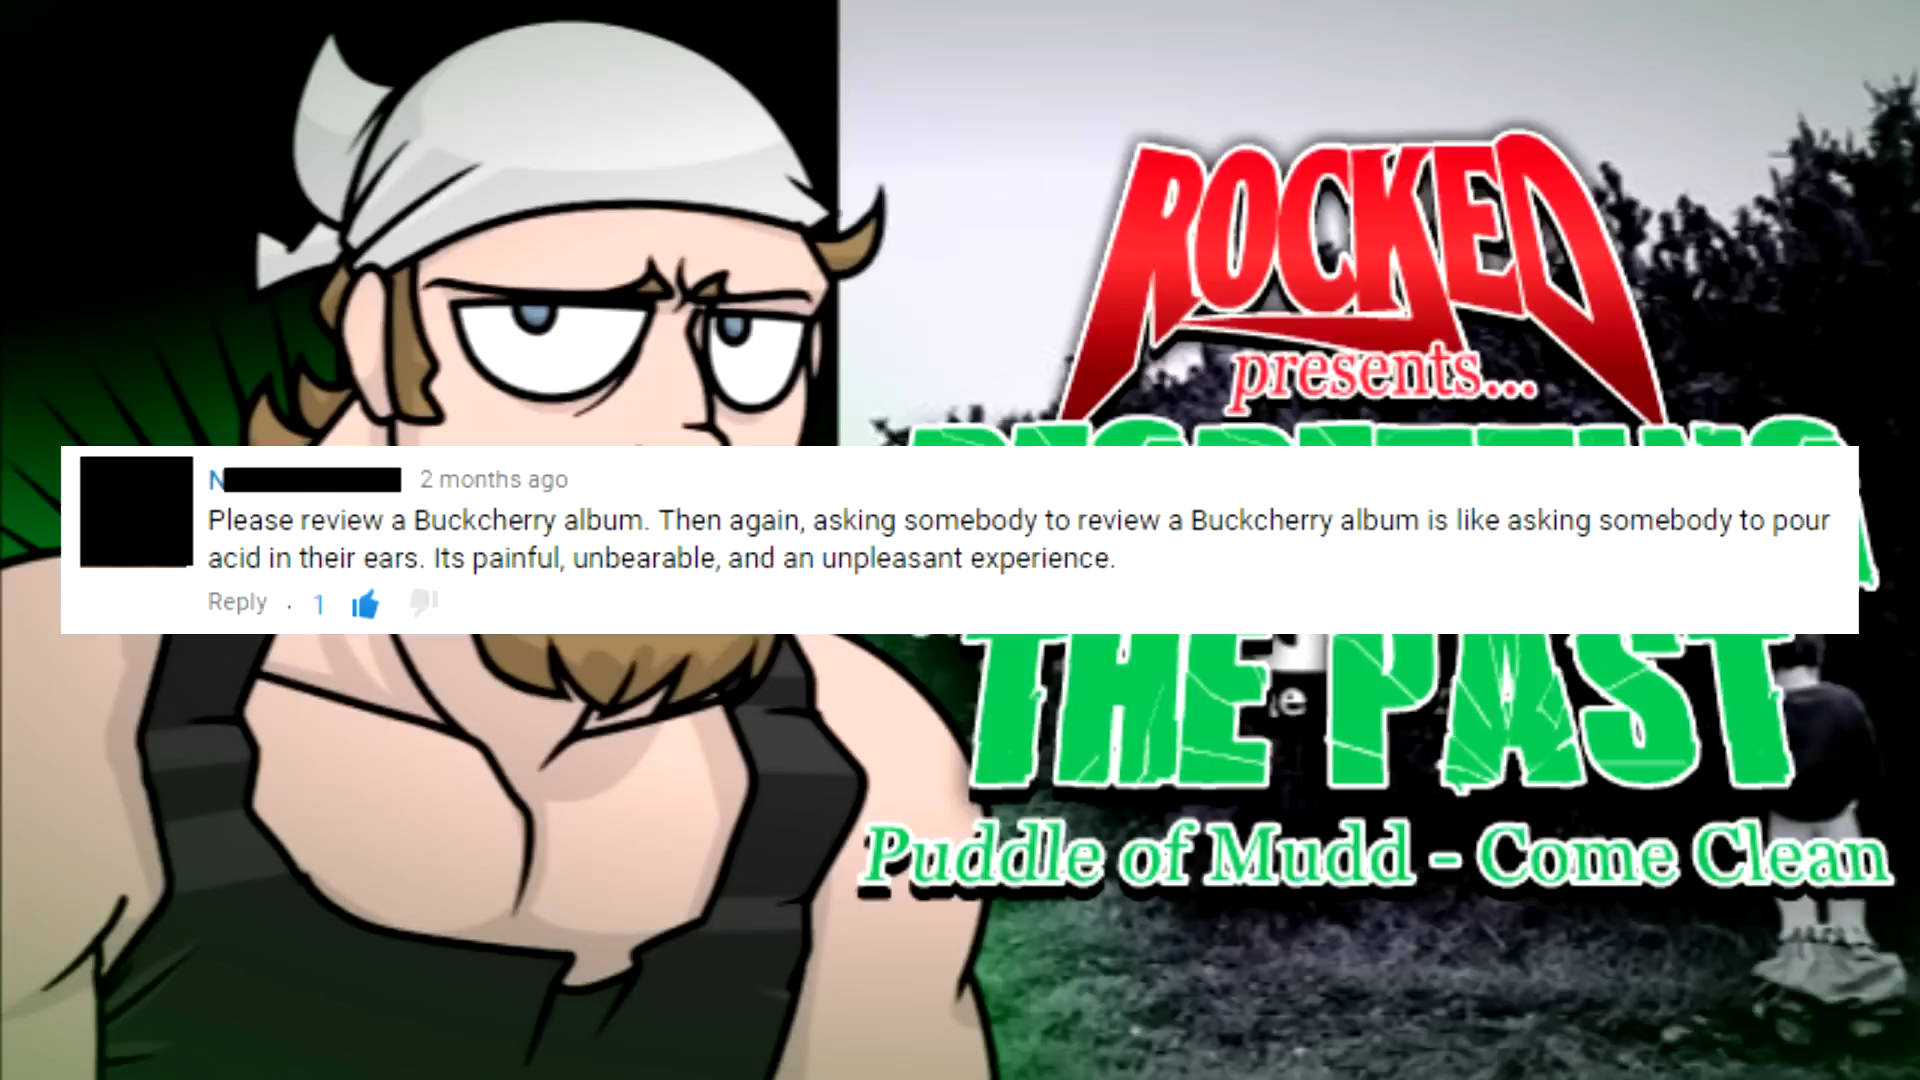 ROCKED
presents...
N
2 months ago
Please review a Buckcherry album. Then again, asking somebody to review a Buckcherry album is like asking somebody to pour
acid in their ears. Its painful, unbearable, and an unpleasant experience.
Reply . 1
THE PAST
Puddle of Mudd - Come Clean